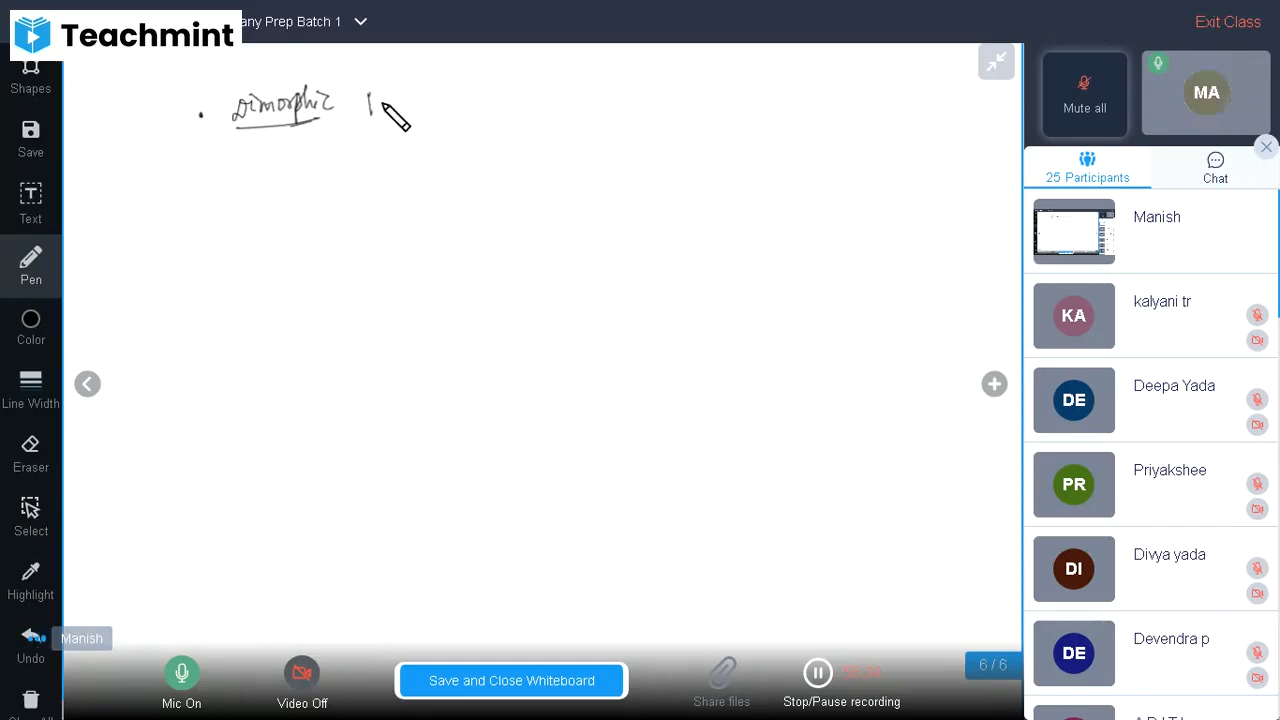 Teachmint
any Prep Batch 1
Exit Class
Shapes
Save
Text
Pen
Color
Line Width
Eraser
Select
Highlight
Undo
Manish
• Dimorphic
Mute all
MA
25 Participants
Chat
Manish
KA kalyani tr
DE Deepa Yada
PR Priyakshee
DI Divya yada
DE Devendra p
Mic On
Video Off
Save and Close Whiteboard
Share files
Stop/Pause recording
6 / 6